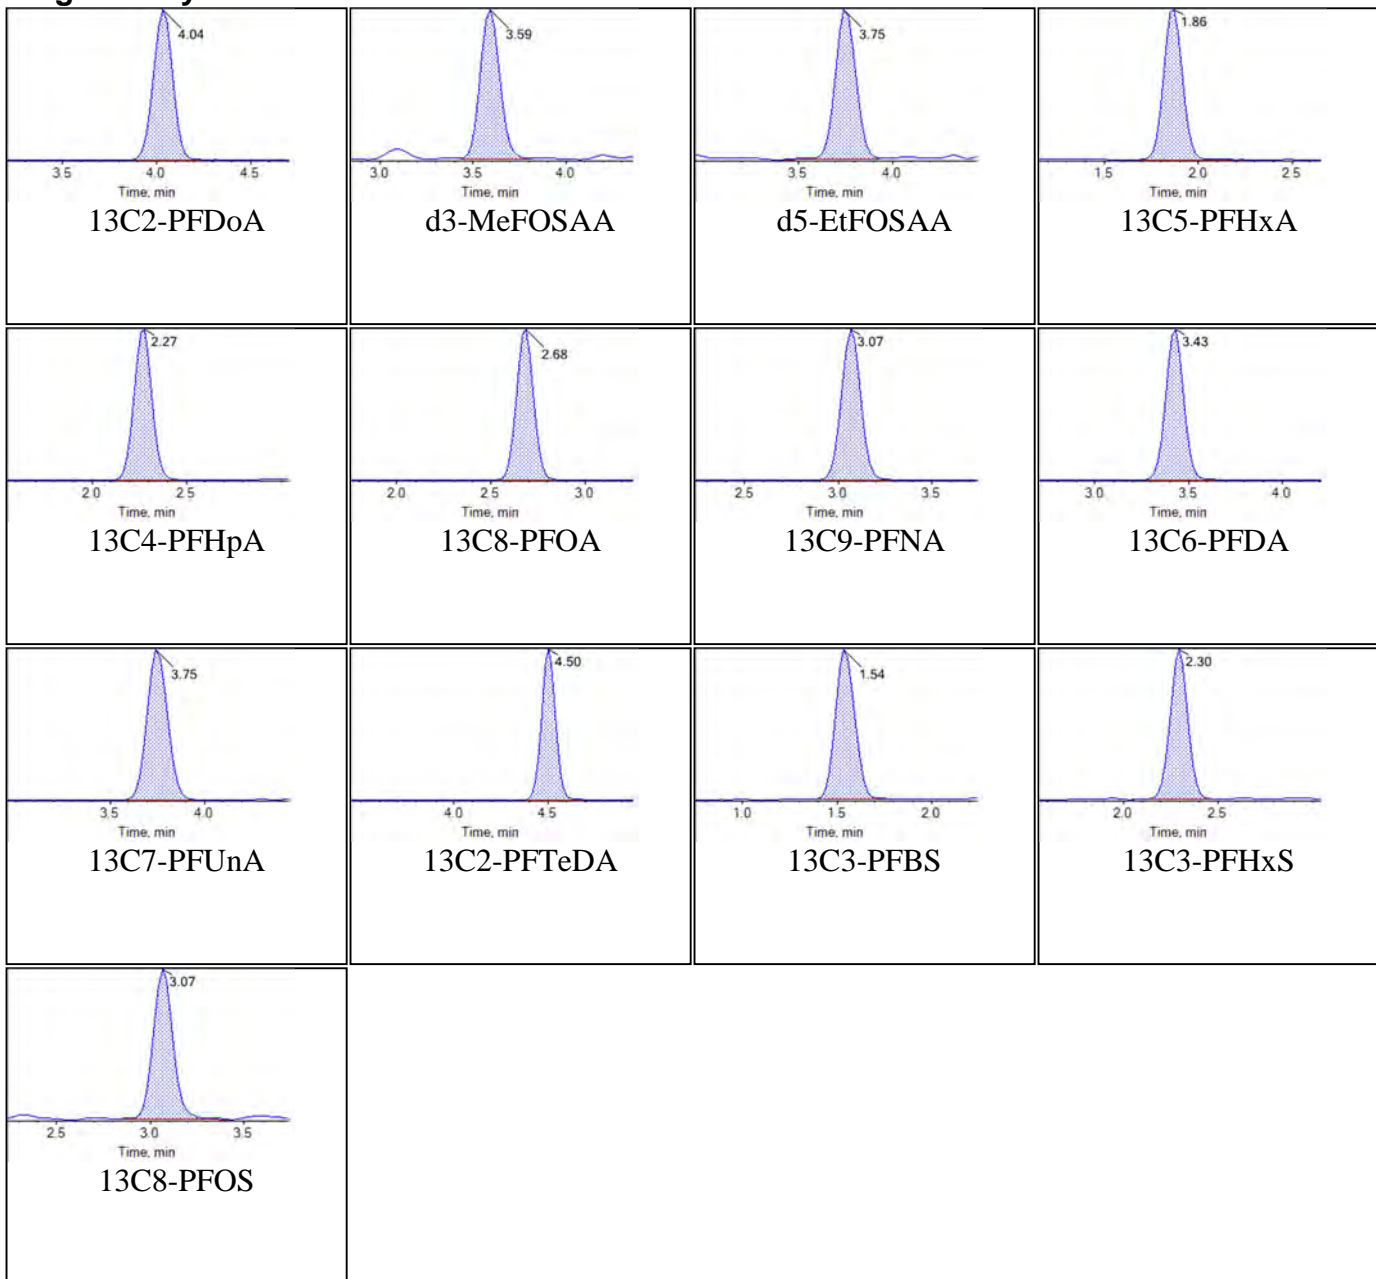 4.04
3.5 4.0 4.5
Time, min
13C2-PFDoA
3.59
3.0 3.5 4.0
Time, min
d3-MeFOSAA
3.75
3.5 4.0
Time, min
d5-EtFOSAA
1.86
1.5 2.0 2.5
Time, min
13C5-PFHxA
2.27
2.0 2.5
Time, min
13C4-PFHpA
2.68
2.0 2.5 3.0
Time, min
13C8-PFOA
3.07
2.5 3.0 3.5
Time, min
13C9-PFNA
3.43
3.0 3.5 4.0
Time, min
13C6-PFDA
3.75
3.5 4.0
Time, min
13C7-PFUnA
4.50
4.0 4.5
Time, min
13C2-PFTeDA
1.54
1.0 1.5 2.0
Time, min
13C3-PFBS
2.30
2.0 2.5
Time, min
13C3-PFHxS
3.07
2.5 3.0 3.5
Time, min
13C8-PFOS